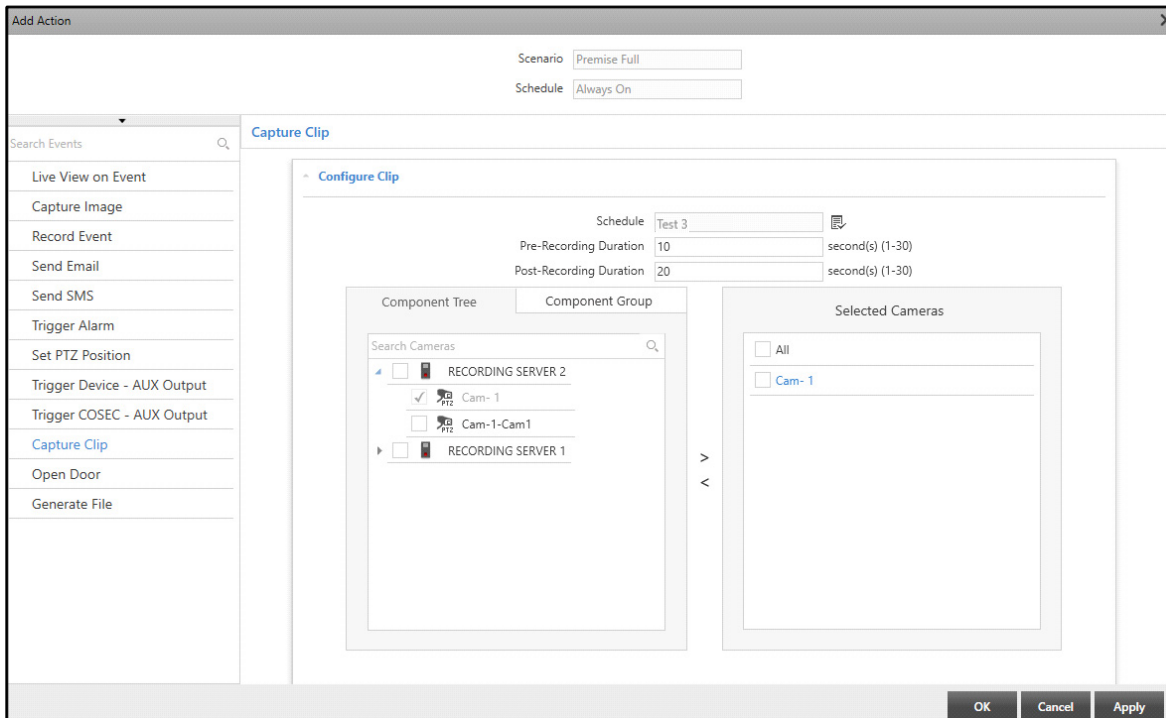 Add Action
Scenario Premise Full
Schedule Always On
Search Events
Live View on Event
Capture Image
Record Event
Send Email
Send SMS
Trigger Alarm
Set PTZ Position
Trigger Device - AUX Output
Trigger COSEC - AUX Output
Capture Clip
Open Door
Generate File
Capture Clip
Configure Clip
Schedule Test 3
Pre-Recording Duration 10 second(s) (1-30)
Post-Recording Duration 20 second(s) (1-30)
Component Tree Component Group
Search Cameras
RECORDING SERVER 2
PTZ Cam- 1
PTZ Cam-1-Cam1
RECORDING SERVER 1
>
<
Selected Cameras
All
Cam- 1
OK Cancel Apply